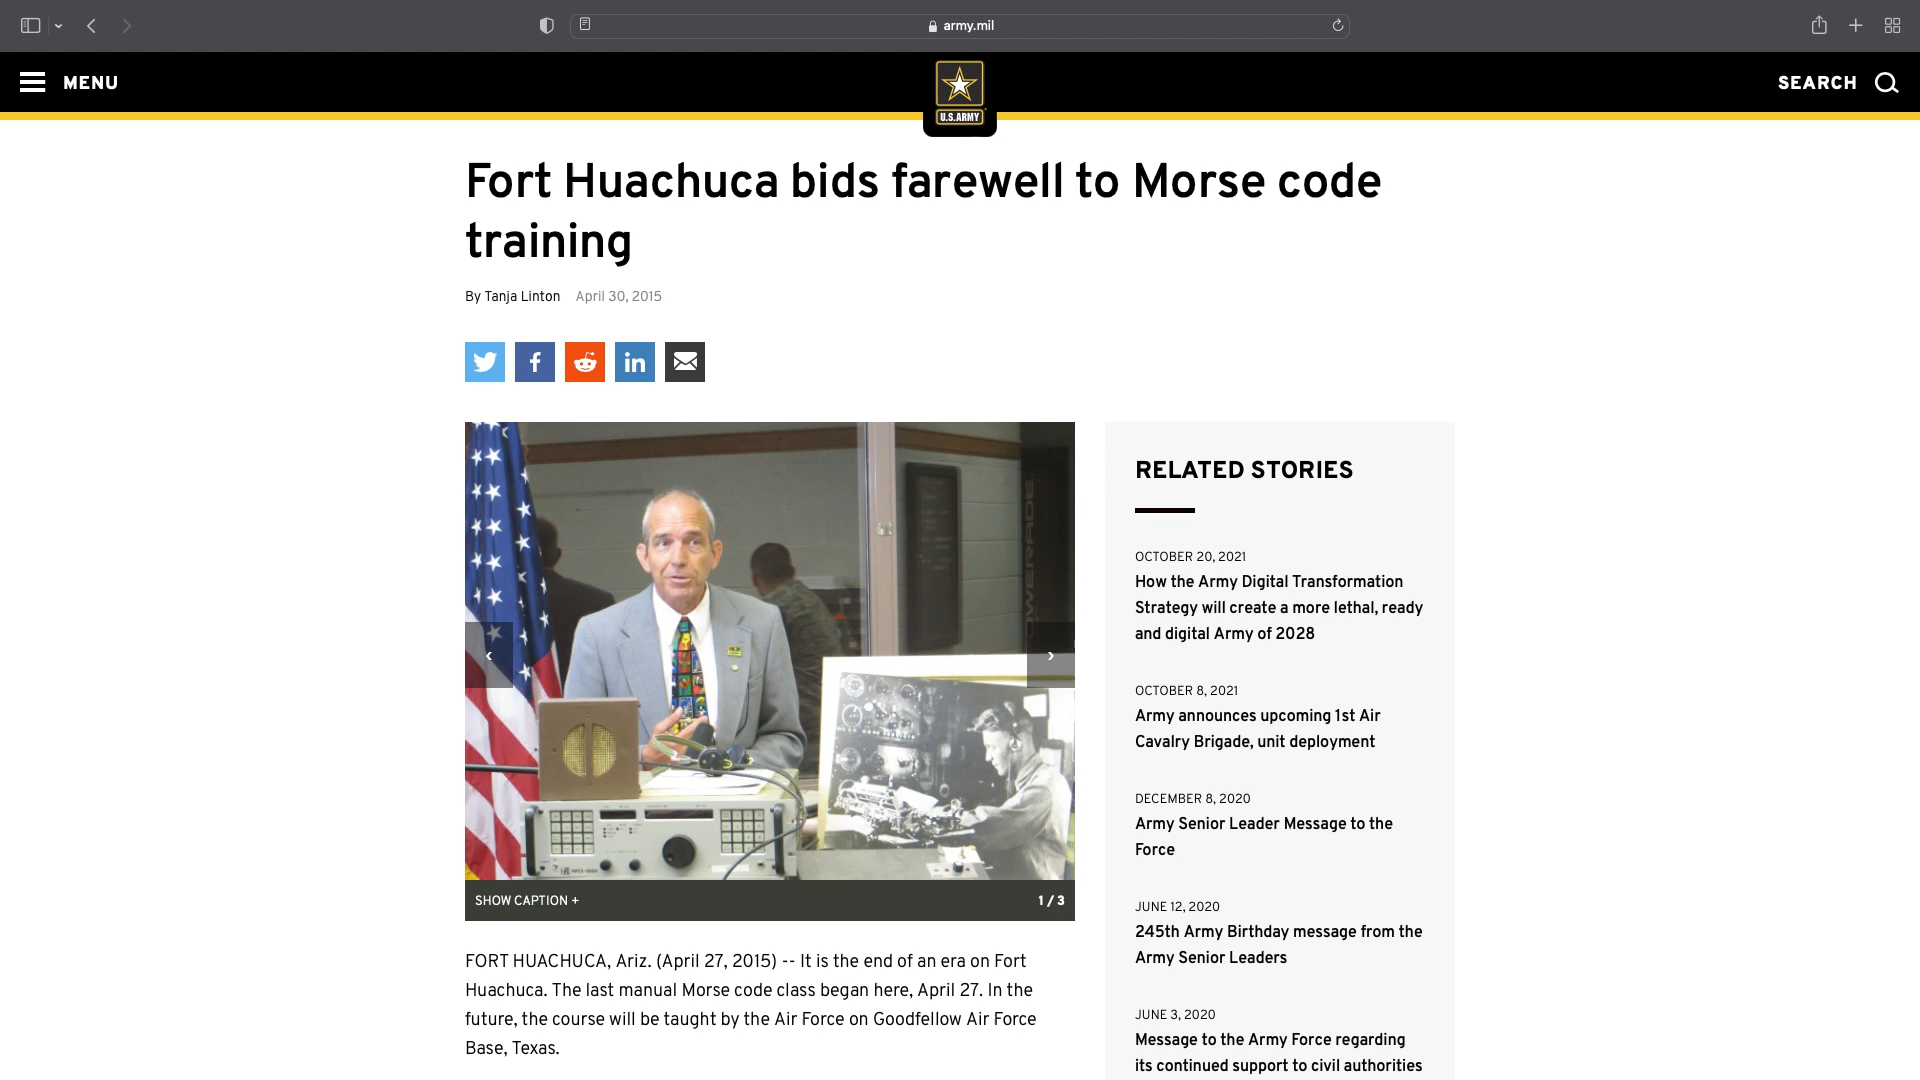 army.mil
MENU
U.S.ARMY
SEARCH
Fort Huachuca bids farewell to Morse code
training
By Tanja Linton April 30, 2015
SHOW CAPTION +
1 / 3
FORT HUACHUCA, Ariz. (April 27, 2015) -- It is the end of an era on Fort
Huachuca. The last manual Morse code class began here, April 27. In the
future, the course will be taught by the Air Force on Goodfellow Air Force
Base, Texas.
RELATED STORIES
OCTOBER 20, 2021
How the Army Digital Transformation
Strategy will create a more lethal, ready
and digital Army of 2028
OCTOBER 8, 2021
Army announces upcoming 1st Air
Cavalry Brigade, unit deployment
DECEMBER 8, 2020
Army Senior Leader Message to the
Force
JUNE 12, 2020
245th Army Birthday message from the
Army Senior Leaders
JUNE 3, 2020
Message to the Army Force regarding
its continued support to civil authorities